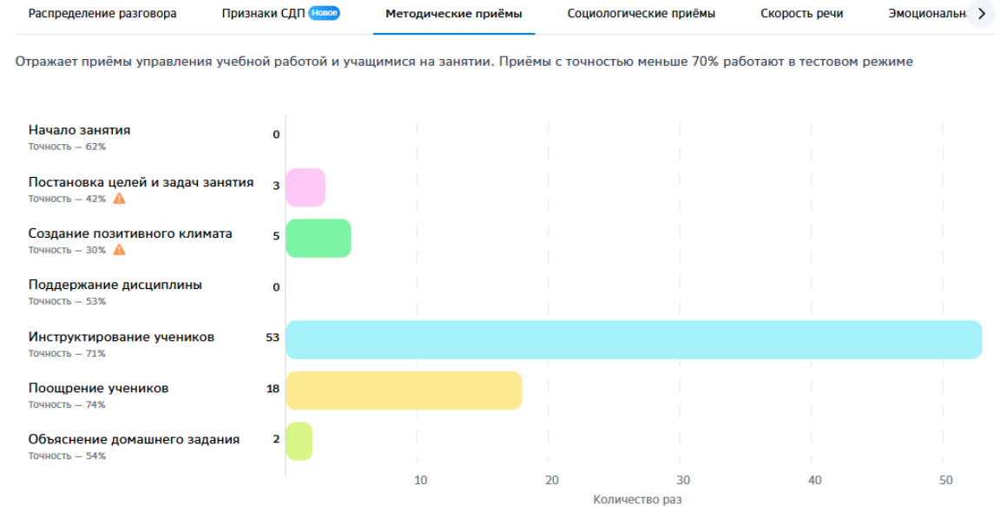 Распределение разговора Признаки СДП Новое Методические приёмы Социологические приёмы Скорость речи Эмоциональн
Отражает приёмы управления учебной работой и учащимися на занятии. Приёмы с точностью меньше 70% работают в тестовом режиме
Начало занятия 0
Точность — 62%
Постановка целей и задач занятия 3
Точность — 42%
Создание позитивного климата 5
Точность — 30%
Поддержание дисциплины 0
Точность — 53%
Инструктирование учеников 53
Точность — 71%
Поощрение учеников 18
Точность — 74%
Объяснение домашнего задания 2
Точность — 54%
10 20 30 40 50
Количество раз